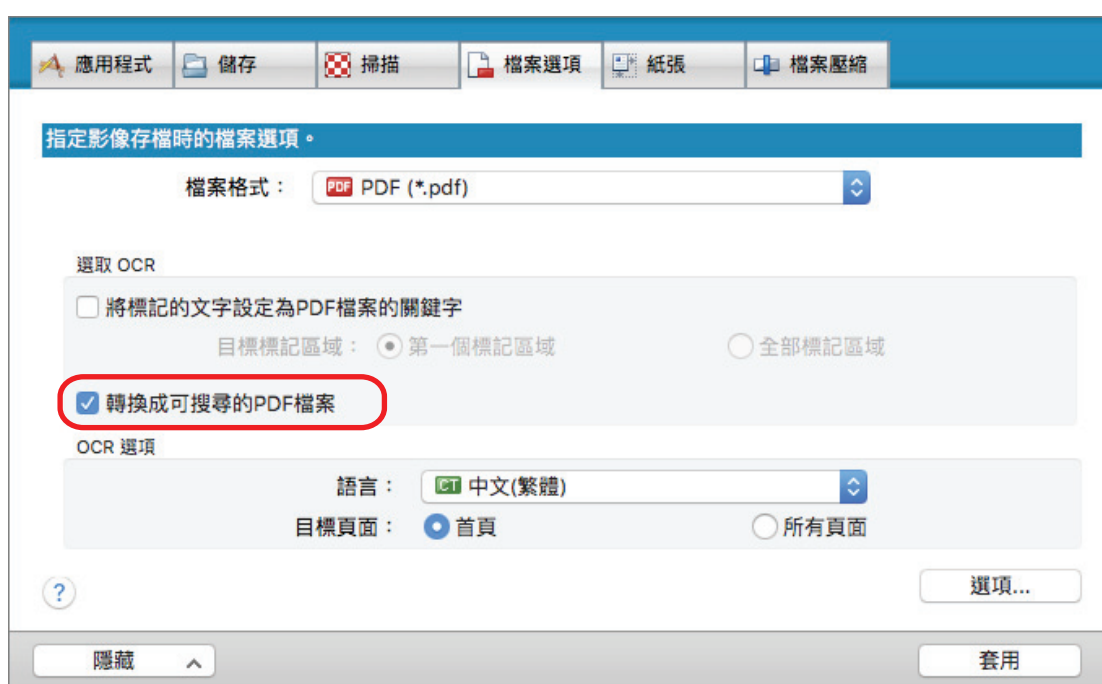 應用程式 儲存 掃描 檔案選項 紙張 檔案壓縮
指定影像存檔時的檔案選項。
檔案格式： PDF PDF (*.pdf)
選取 OCR
將標記的文字設定為PDF檔案的關鍵字
目標標記區域： 第一個標記區域 全部標記區域
轉換成可搜尋的PDF檔案
OCR 選項
語言： CT 中文(繁體)
目標頁面： 首頁 所有頁面
? 選項...
隱藏 套用